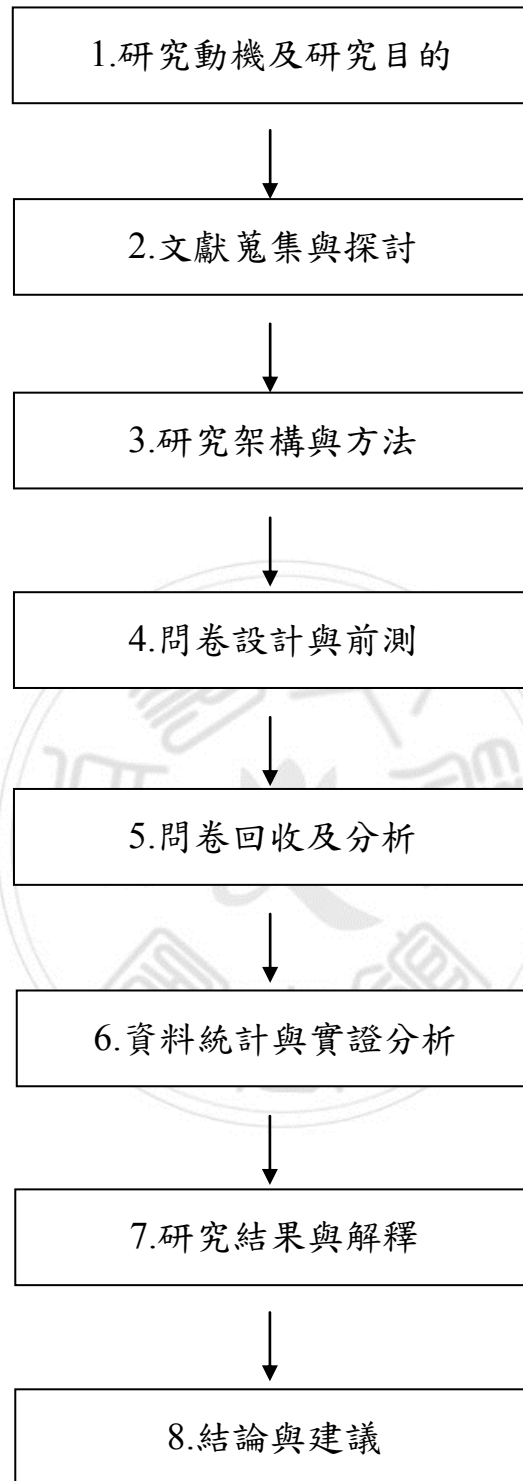 1.研究動機及研究目的
2.文獻蒐集與探討
3.研究架構與方法
4.問卷設計與前測
5.問卷回收及分析
6.資料統計與實證分析
7.研究結果與解釋
8.結論與建議